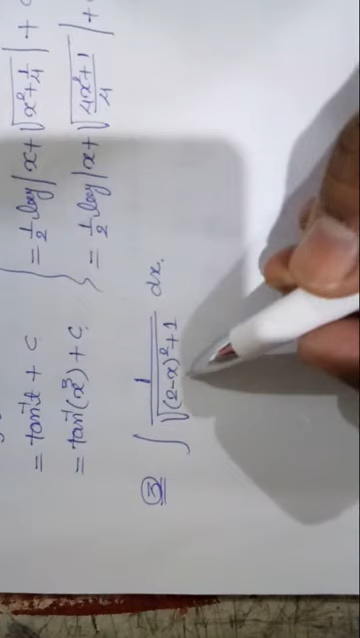 = tan⁻¹t + C
= tan⁻¹(x³) + C
= 1/2 log|x + √(x² + 1/4)| +
= 1/2 log|x + √((4x²+1)/4)| +
③ ∫ 1/√((2-x)²+1) dx.